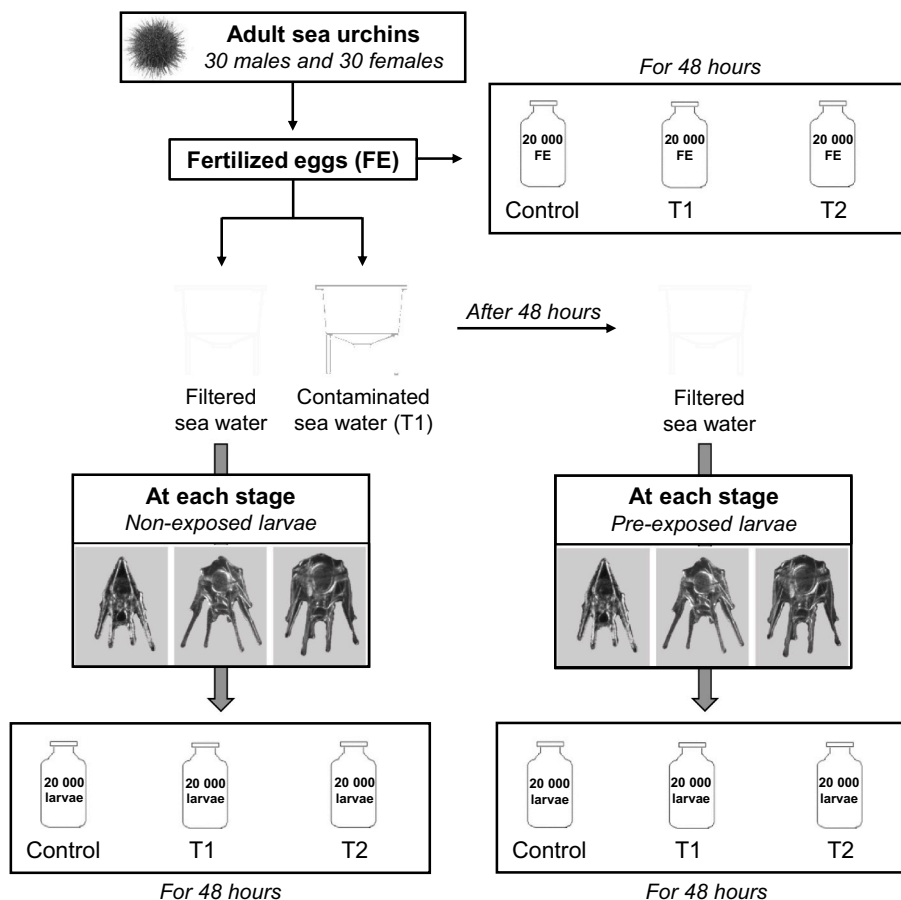 Adult sea urchins
30 males and 30 females
For 48 hours
20 000
FE
20 000
FE
20 000
FE
Control
T1
T2
Fertilized eggs (FE)
After 48 hours
Filtered
sea water
Contaminated
sea water (T1)
Filtered
sea water
At each stage
Non-exposed larvae
At each stage
Pre-exposed larvae
20 000
larvae
20 000
larvae
20 000
larvae
Control
T1
T2
For 48 hours
20 000
larvae
20 000
larvae
20 000
larvae
Control
T1
T2
For 48 hours